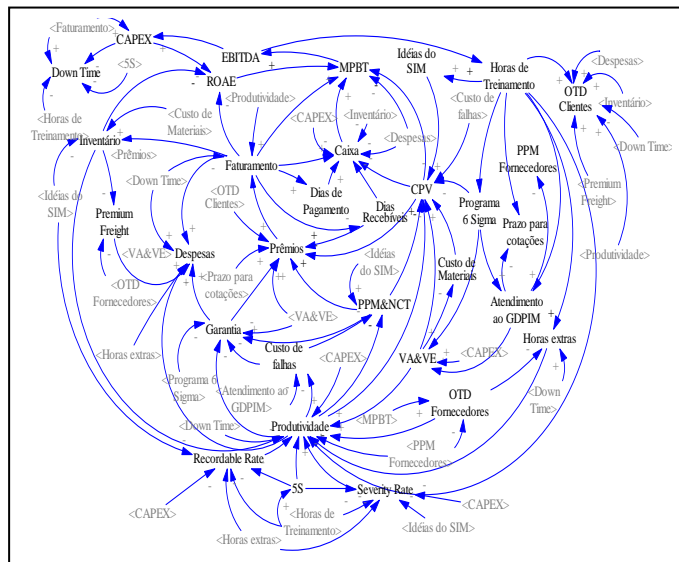 <Faturamento>
CAPEX
EBITDA
MPBT
Idéias do
SIM
Down Time
<5S>
ROAE
Horas de
Treinamento
<Despesas>
OTD
Clientes
<Horas de
Treinamento>
<Custo de
Materiais>
<Produtividade>
<CAPEX>
<Inventário>
<Custo de
falhas>
<Inventário>
Inventário
<Prêmios>
<Despesas>
<Down Time>
Faturamento
Caixa
PPM
Fornecedores
<Idéias do
SIM>
<Down Time>
Dias de
Pagamento
CPV
Programa
6 Sigma
<Premium
Freight>
Premium
Freight
<OTD
Clientes>
Dias
Recebíveis
Prazo para
cotações
<VA&VE>
Despesas
Prêmios
<Idéias
do SIM>
Custo de
Materiais
<Produtividade>
<OTD
Fornecedores>
<Prazo para
cotações>
PPM&NCT
Atendimento
ao GDPIM
Garantia
<VA&VE>
Custo de
falhas
VA&VE
<CAPEX>
Horas extras
<Horas extras>
<Programa 6
Sigma>
<Atendimento ao
GDPIM>
<CAPEX>
OTD
Fornecedores
<Down
Time>
<Down Time>
Produtividade
<MPBT>
<PPM
Fornecedores>
Recordable Rate
5S
Severity Rate
<CAPEX>
<Horas de
Treinamento>
<CAPEX>
<Idéias do SIM>
<Horas extras>